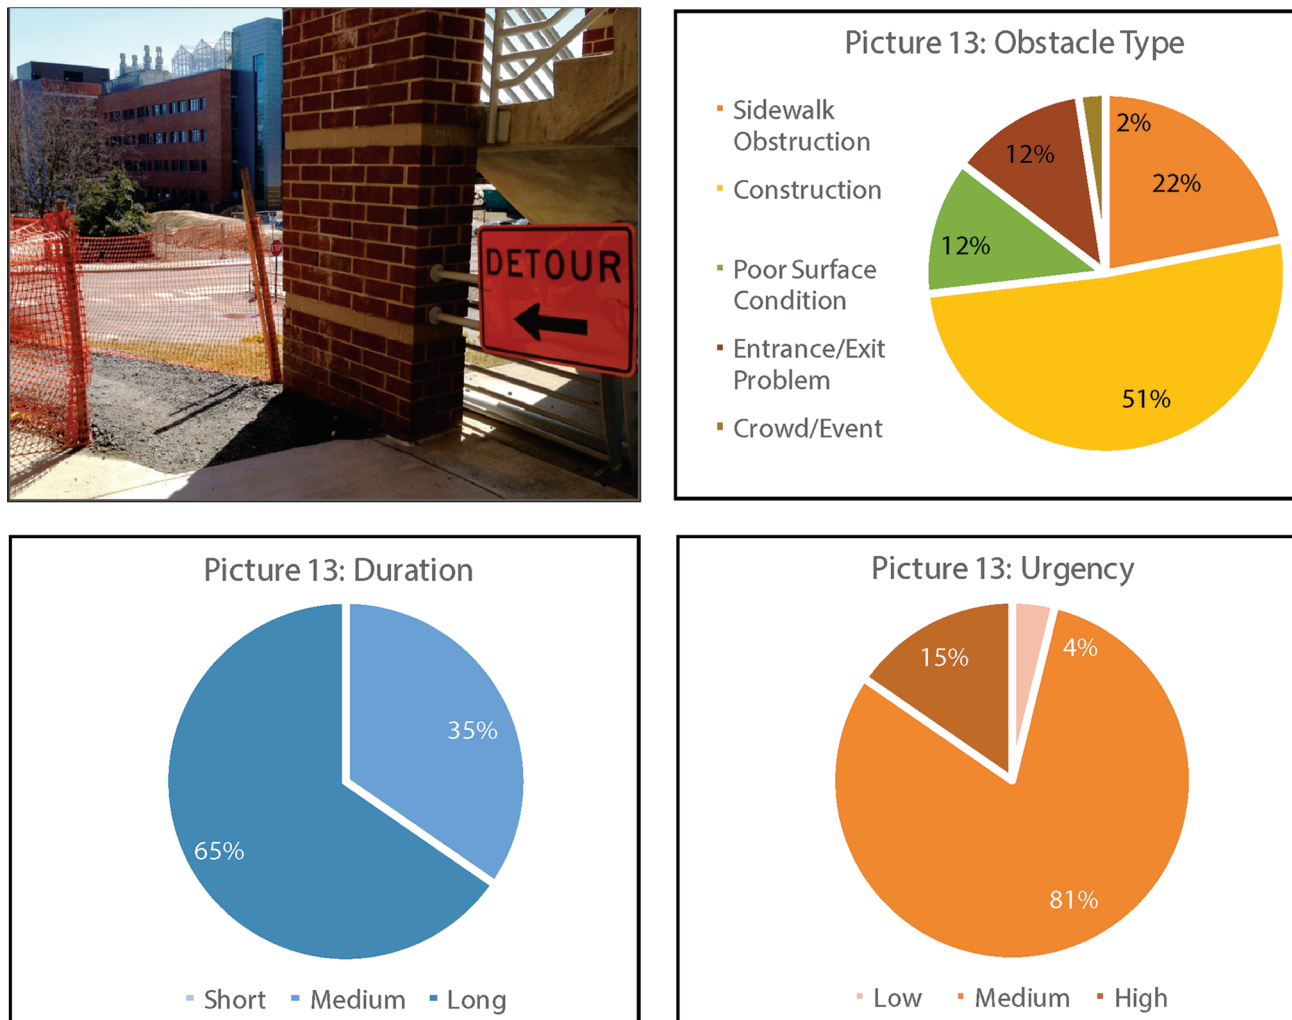 DETOUR
Picture 13: Obstacle Type
Sidewalk
Obstruction
Construction
Poor Surface
Condition
Entrance/Exit
Problem
Crowd/Event
2%
22%
12%
12%
51%
Picture 13: Duration
35%
65%
Short Medium Long
Picture 13: Urgency
15%
4%
81%
Low Medium High